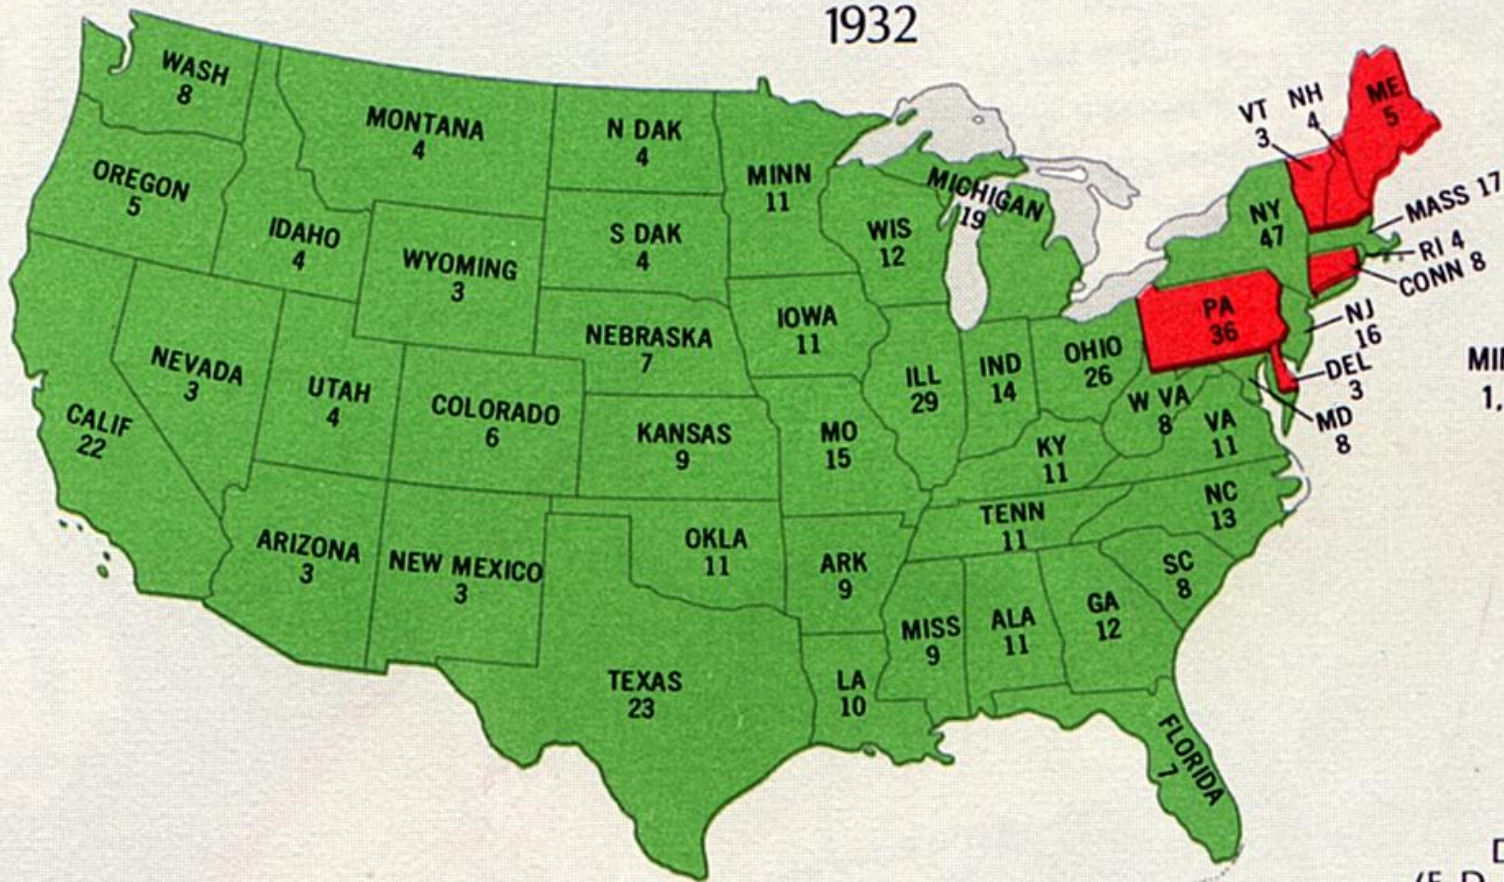 1932
WASH
8
MONTANA
4
N DAK
4
MINN
11
OREGON
5
IDAHO
4
WYOMING
3
S DAK
4
WIS
12
MICHIGAN
19
VT
3
NH
4
ME
5
NY
47
MASS 17
RI 4
CONN 8
NEVADA
3
UTAH
4
COLORADO
6
NEBRASKA
7
IOWA
11
ILL
29
IND
14
OHIO
26
PA
36
NJ
16
DEL
3
MD
8
CALIF
22
KANSAS
9
MO
15
KY
11
W VA
8
VA
11
ARIZONA
3
NEW MEXICO
3
OKLA
11
ARK
9
TENN
11
NC
13
SC
8
TEXAS
23
LA
10
MISS
9
ALA
11
GA
12
FLORIDA
7
1,